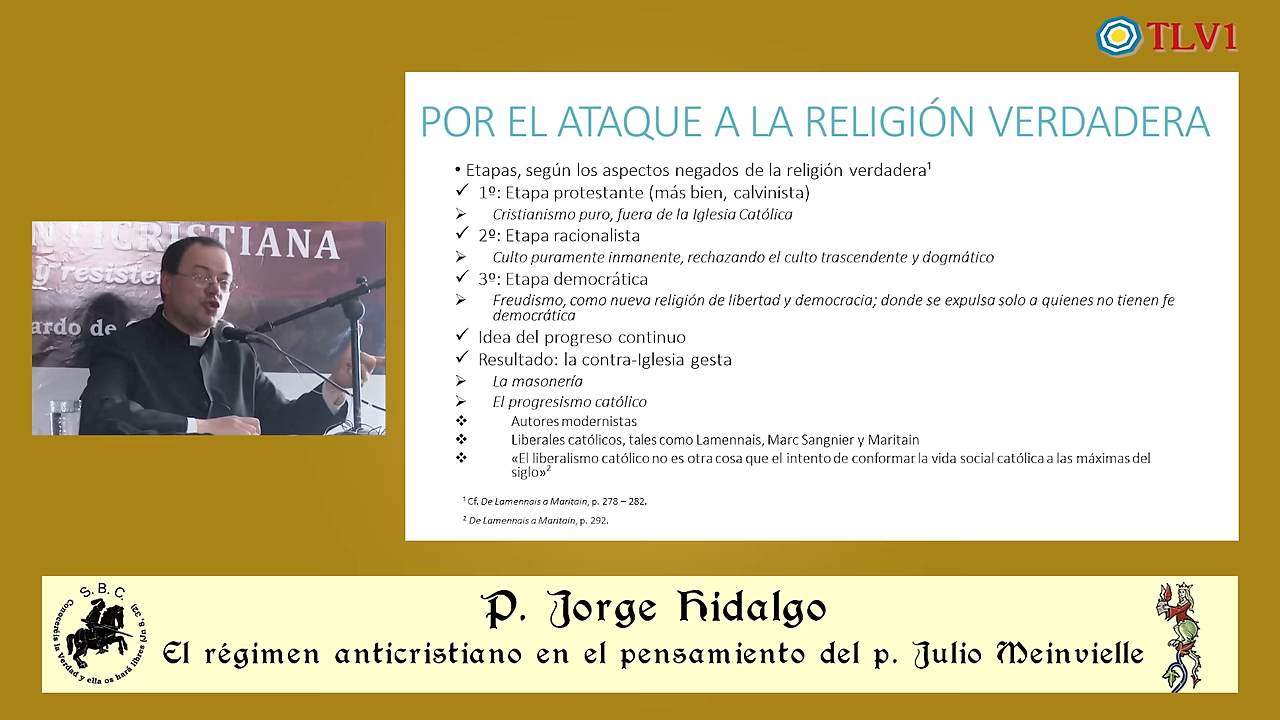 TLV1
POR EL ATAQUE A LA RELIGIÓN VERDADERA
• Etapas, según los aspectos negados de la religión verdadera¹
✓ 1º: Etapa protestante (más bien, calvinista)
➢ Cristianismo puro, fuera de la Iglesia Católica
✓ 2º: Etapa racionalista
➢ Culto puramente inmanente, rechazando el culto trascendente y dogmático
✓ 3º: Etapa democrática
➢ Freudismo, como nueva religión de libertad y democracia; donde se expulsa solo a quienes no tienen fe
democrática
✓ Idea del progreso continuo
✓ Resultado: la contra-Iglesia gesta
➢ La masonería
➢ El progresismo católico
❖ Autores modernistas
❖ Liberales católicos, tales como Lamennais, Marc Sangnier y Maritain
❖ «El liberalismo católico no es otra cosa que el intento de conformar la vida social católica a las máximas del
siglo»²
¹ Cf. De Lamennais a Maritain, p. 278 – 282.
² De Lamennais a Maritain, p. 292.
NTICRISTIANA
y resiste
ardo de
S. B. C.
Conoceréis la Verdad y ella os hará libres (Jn 8, 32)
P. Jorge Hidalgo
El régimen anticristiano en el pensamiento del p. Julio Meinvielle